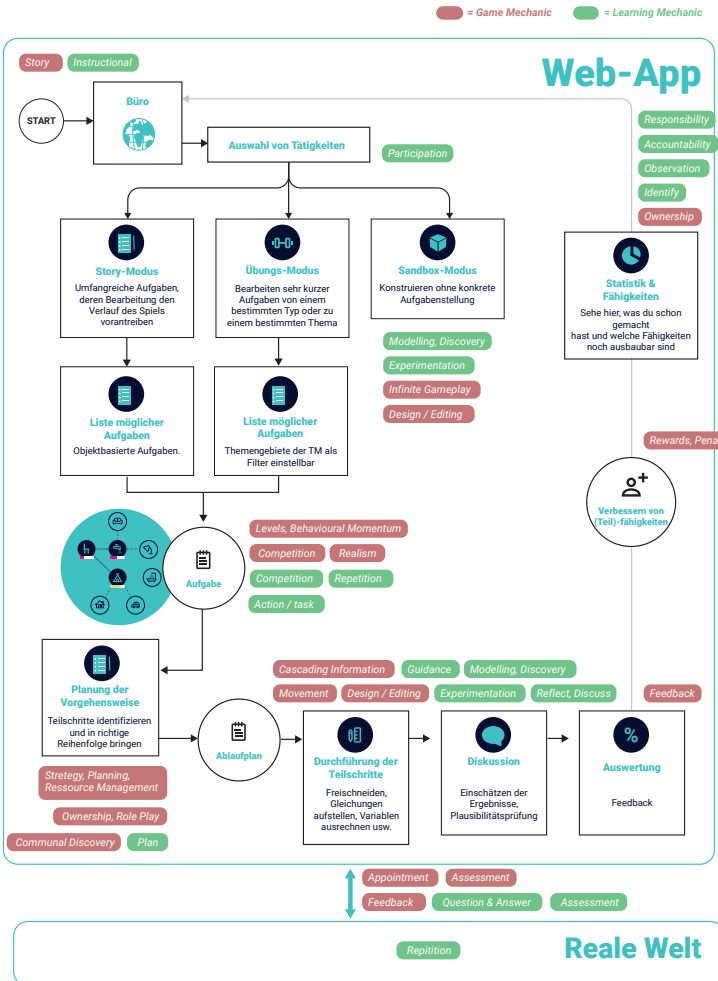 = Game Mechanic
= Learning Mechanic
Web-App
Story
Instructional
START
Büro
Auswahl von Tätigkeiten
Participation
Responsibility
Accountability
Observation
Identify
Ownership
Story-Modus
Umfangreiche Aufgaben,
deren Bearbeitung den
Verlauf des Spiels
vorantreiben
Übungs-Modus
Bearbeiten sehr kurzer
Aufgaben von einem
bestimmten Typ oder zu
einem bestimmten Thema
Sandbox-Modus
Konstruieren ohne konkrete
Aufgabenstellung
Statistik &
Fähigkeiten
Sehe hier, was du schon
gemacht
hast und welche Fähigkeiten
noch ausbaubar sind
Modelling, Discovery
Experimentation
Infinite Gameplay
Design / Editing
Liste möglicher
Aufgaben
Objektbasierte Aufgaben.
Liste möglicher
Aufgaben
Themengebiete der TM als
Filter einstellbar
Rewards, Pena
Verbessern von
(Teil)-fähigkeiten
Aufgabe
Levels, Behavioural Momentum
Competition
Realism
Competition
Repetition
Action / task
Planung der
Vorgehensweise
Teilschritte identifizieren
und in richtige
Reihenfolge bringen
Ablaufplan
Cascading Information
Guidance
Modelling, Discovery
Movement
Design / Editing
Experimentation
Reflect, Discuss
Feedback
Durchführung der
Teilschritte
Freischneiden,
Gleichungen
aufstellen, Variablen
ausrechen usw.
Diskussion
Einschätzen der
Ergebnisse,
Plausibilitätsprüfung
%
Auswertung
Feedback
Stretegy, Planning,
Ressource Management
Ownership, Role Play
Communal Discovery
Plan
Appointment
Assessment
Feedback
Question & Answer
Assessment
Repitition
Reale Welt